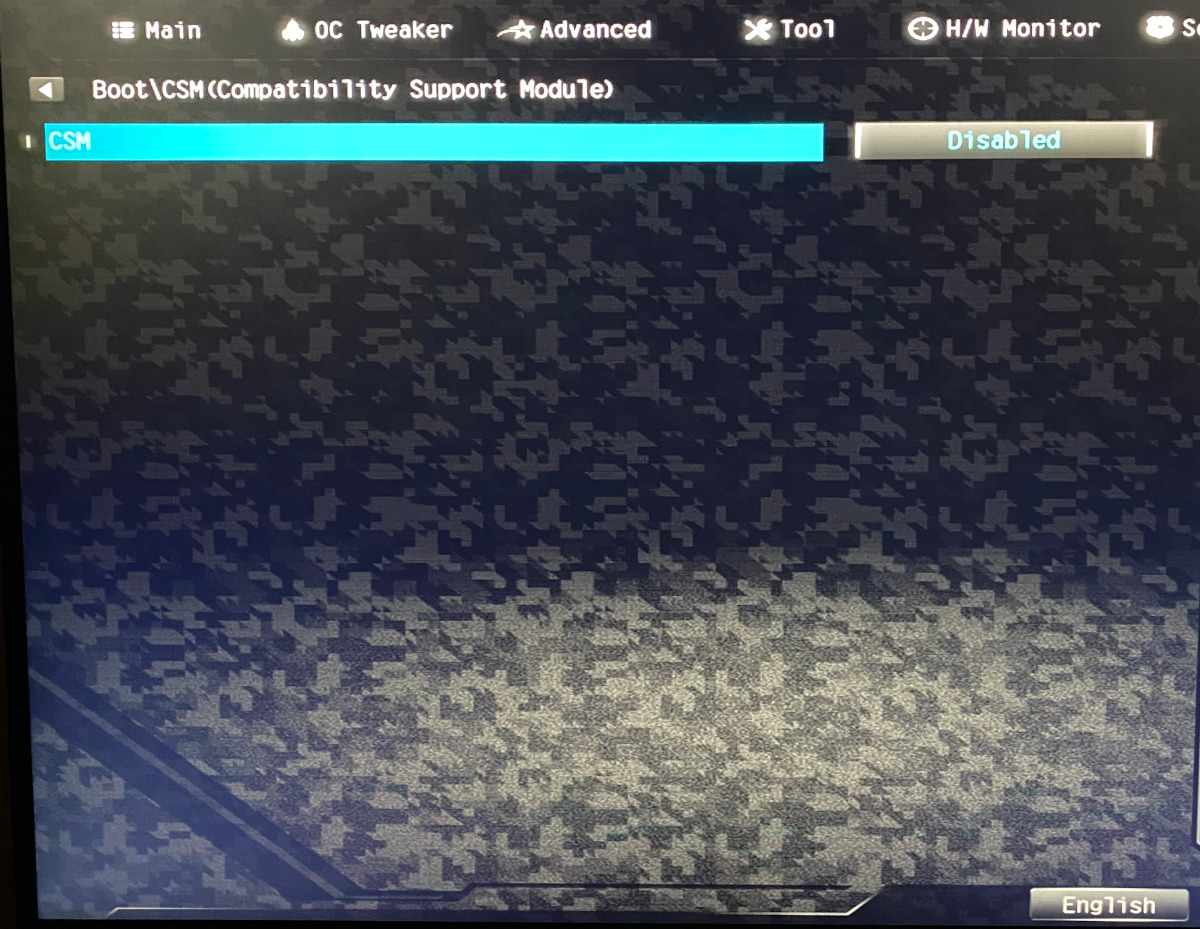 Main OC Tweaker Advanced Tool H/W Monitor
Boot\CSM(Compatibility Support Module)
CSM Disabled
English